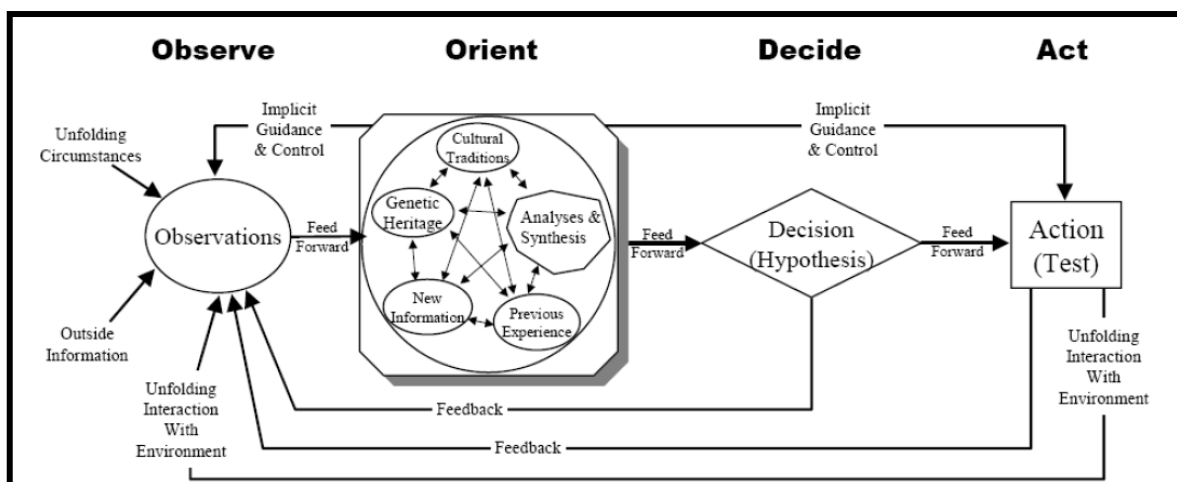 Observe
Orient
Decide
Act
Implicit
Guidance
& Control
Implicit
Guidance
& Control
Unfolding
Circumstances
Cultural
Traditions
Genetic
Heritage
Analyses &
Synthesis
Observations
Feed
Forward
Feed
Forward
Decision
(Hypothesis)
Feed
Forward
Action
(Test)
New
Information
Previous
Experience
Outside
Information
Unfolding
Interaction
With
Environment
Unfolding
Interaction
With
Environment
Feedback
Feedback